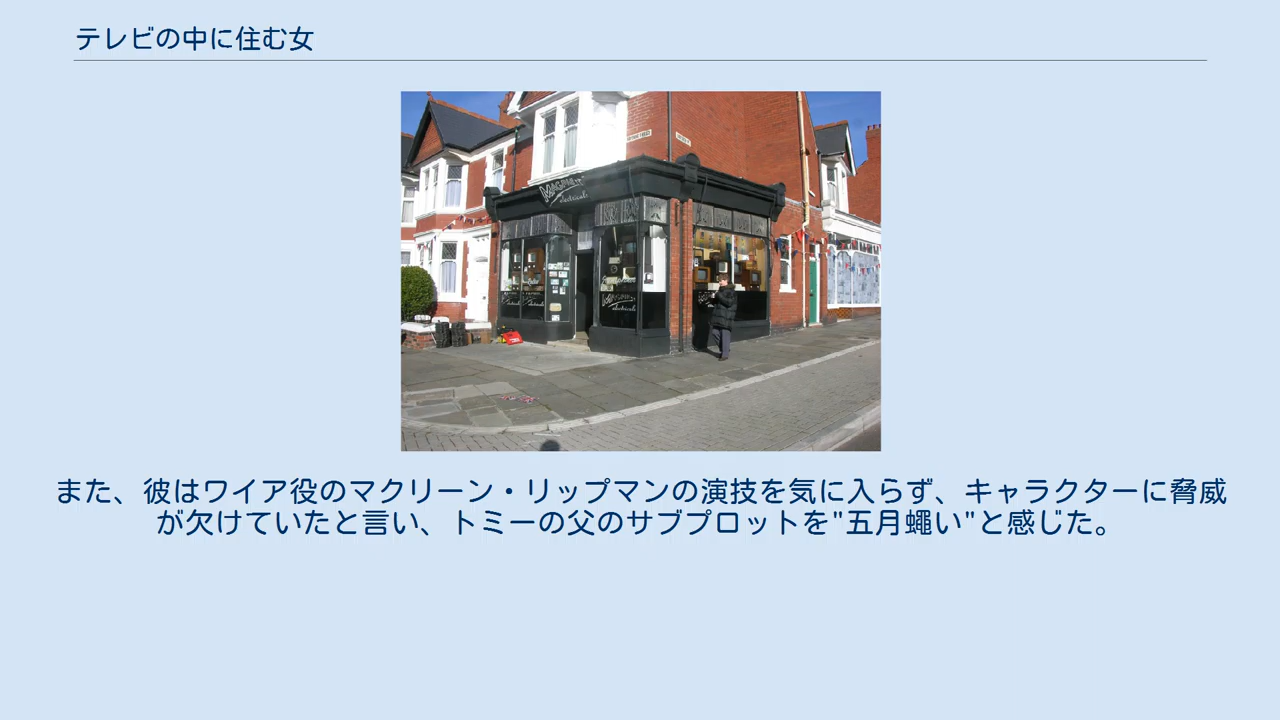 テレビの中に住む女
また、彼はワイア役のマクリーン・リップマンの演技を気に入らず、キャラクターに脅威
が欠けていたと言い、トミーの父のサブプロットを"五月蠅い"と感じた。